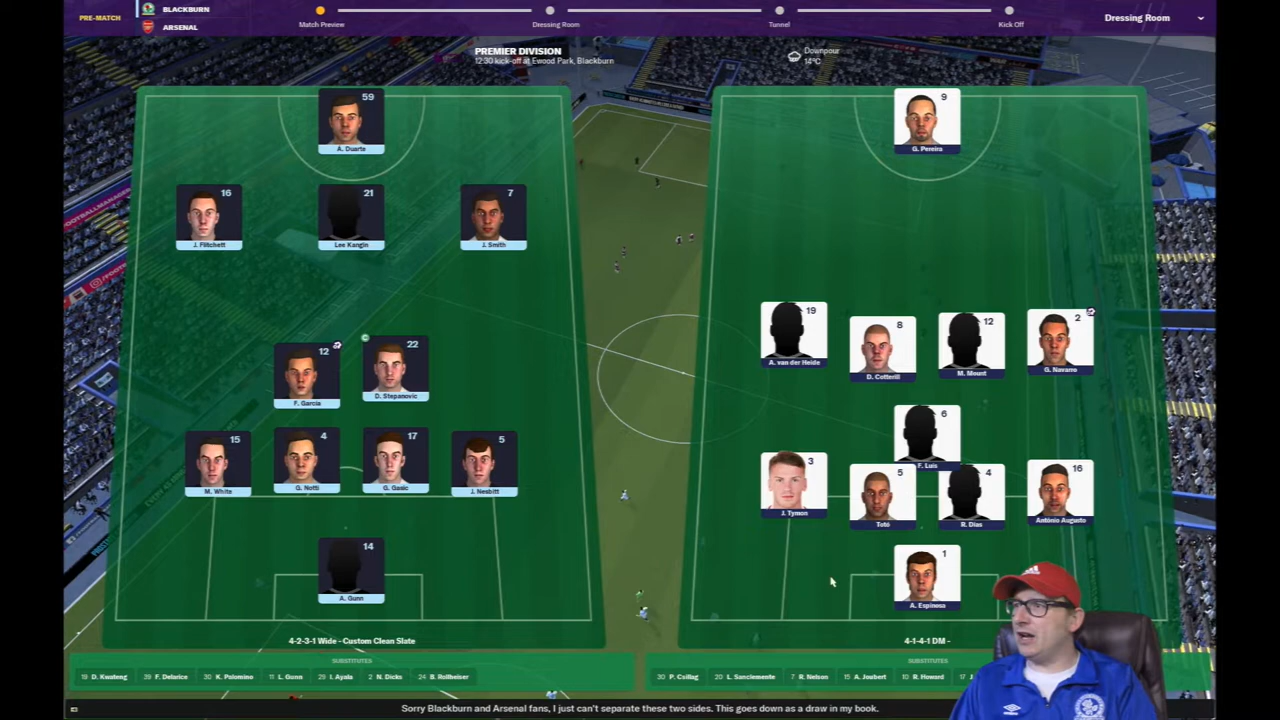 PRE-MATCH
BLACKBURN
ARSENAL
Match Preview
Dressing Room
Tunnel
Kick Off
Dressing Room
PREMIER DIVISION
12:30 kick-off at Ewood Park, Blackburn
Downpour
14°C
59
A. Duarte
16
J. Flitchett
21
Lee Kangin
7
J. Smith
12
F. Garcia
22
D. Stepanovic
15
M. White
4
G. Notti
17
G. Gasic
5
J. Nesbitt
14
A. Gunn
4-2-3-1 Wide - Custom Clean Slate
9
G. Pereira
19
A. van der Heide
8
D. Cotterill
12
M. Mount
2
G. Navarro
6
F. Luis
3
J. Tymon
5
Totó
4
R. Dias
16
António Augusto
1
A. Espinosa
4-1-4-1 DM -
SUBSTITUTES
19 D. Kwateng 39 F. Delarice 30 K. Palomino 11 L. Gunn 29 I. Ayala 2 N. Dicks 24 B. Rollheiser
SUBSTITUTES
30 P. Csillag 20 L. Sanclemente 7 R. Nelson 15 A. Joubert 10 R. Howard 17 J
Sorry Blackburn and Arsenal fans, I just can't separate these two sides. This goes down as a draw in my book.